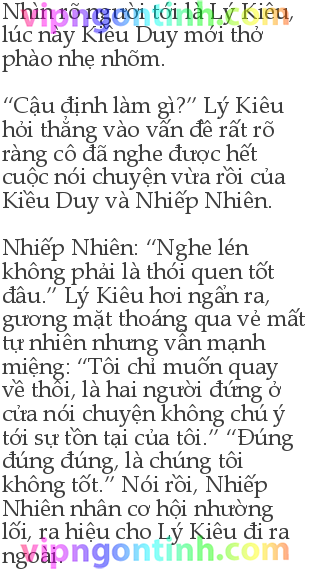 Nhìn rõ người tới là Lý Kiêu,
lúc này Kiều Duy mới thở
phào nhẹ nhõm.
“Cậu định làm gì?” Lý Kiêu
hỏi thẳng vào vấn đề rất rõ
ràng cô đã nghe được hết
cuộc nói chuyện vừa rồi của
Kiều Duy và Nhiếp Nhiên.
Nhiếp Nhiên: “Nghe lén
không phải là thói quen tốt
đâu.” Lý Kiêu hơi ngẩn ra,
gương mặt thoáng qua vẻ mất
tự nhiên nhưng vẫn mạnh
miệng: “Tôi chỉ muốn quay
về thôi, là hai người đứng ở
cửa nói chuyện không chú ý
tới sự tồn tại của tôi.” “Đúng
đúng đúng, là chúng tôi
không tốt.” Nói rồi, Nhiếp
Nhiên nhân cơ hội nhường
lối, ra hiệu cho Lý Kiêu đi ra
ngoài.
vipngontinh.com
vipngontinh.com